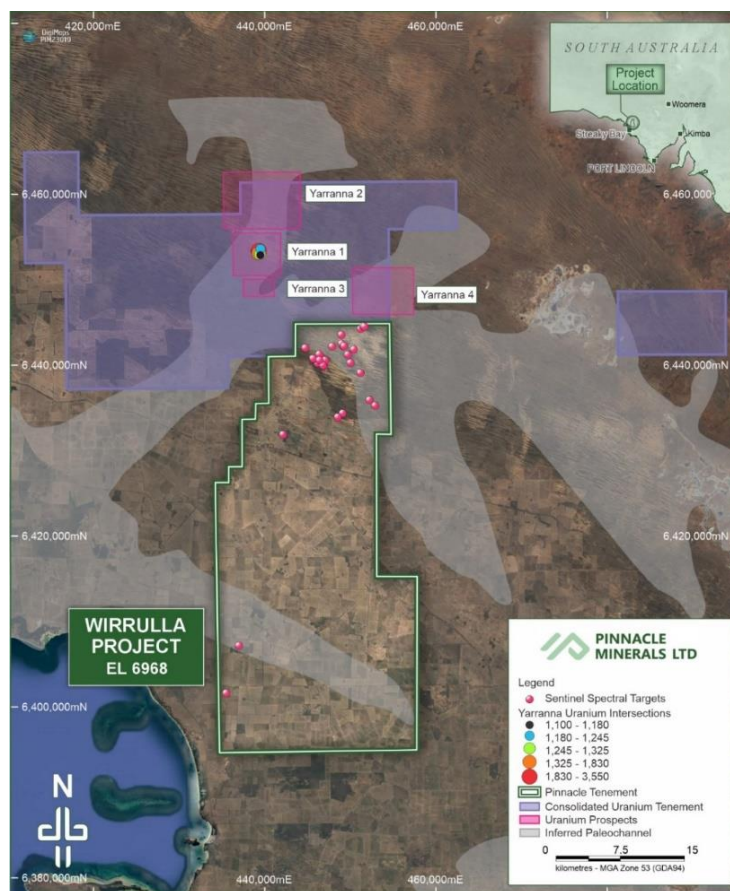 DigiMaps
PIM23019
420,000mE
440,000mE
460,000mE
SOUTH AUSTRALIA
Project
Location
Woomera
Streaky Bay
Kimba
PORT LINCOLN
6,460,000mN
6,460,000mN
Yarranna 2
Yarranna 1
Yarranna 3
Yarranna 4
6,440,000mN
6,440,000mN
6,420,000mN
6,420,000mN
WIRRULLA
PROJECT
EL 6968
6,400,000mN
N
6,380,000mN
440,000mE
460,000mE
PINNACLE
MINERALS LTD
Legend
Sentinel Spectral Targets
Yarranna Uranium Intersections
1,100 - 1,180
1,180 - 1,245
1,245 - 1,325
1,325 - 1,830
1,830 - 3,550
Pinnacle Tenement
Consolidated Uranium Tenement
Uranium Prospects
Inferred Paleochannel
0 7.5 15
kilometres - MGA Zone 53 (GDA94)